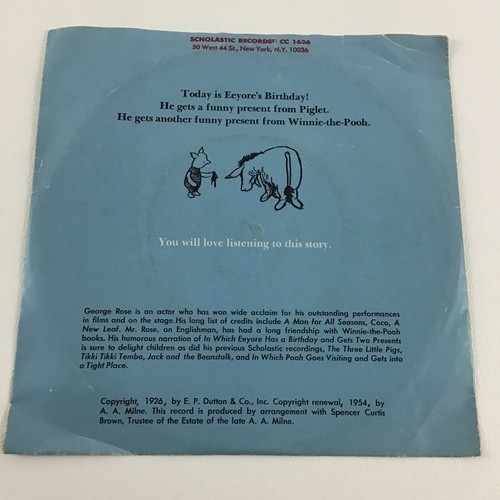 SCHOLASTIC RECORDS® CC 1636
50 West 44 St., New York, N.Y. 10036
Today is Eeyore's Birthday!
He gets a funny present from Piglet.
He gets another funny present from Winnie-the-Pooh.
You will love listening to this story.
George Rose is an actor who has won wide acclaim for his outstanding performances
in films and on the stage.His long list of credits include A Man for All Seasons, Coco, A
New Leaf. Mr. Rose, an Englishman, has had a long friendship with Winnie-the-Pooh
books. His humorous narration of In Which Eeyore Has a Birthday and Gets Two Presents
is sure to delight children as did his previous Scholastic recordings, The Three Little Pigs,
Tikki Tikki Tembo, Jack and the Beanstalk, and In Which Pooh Goes Visiting and Gets into
a Tight Place.
Copyright, 1926, by E. P. Dutton & Co., Inc. Copyright renewal, 1954, by
A. A. Milne. This record is produced by arrangement with Spencer Curtis
Brown, Trustee of the Estate of the late A. A. Milne.